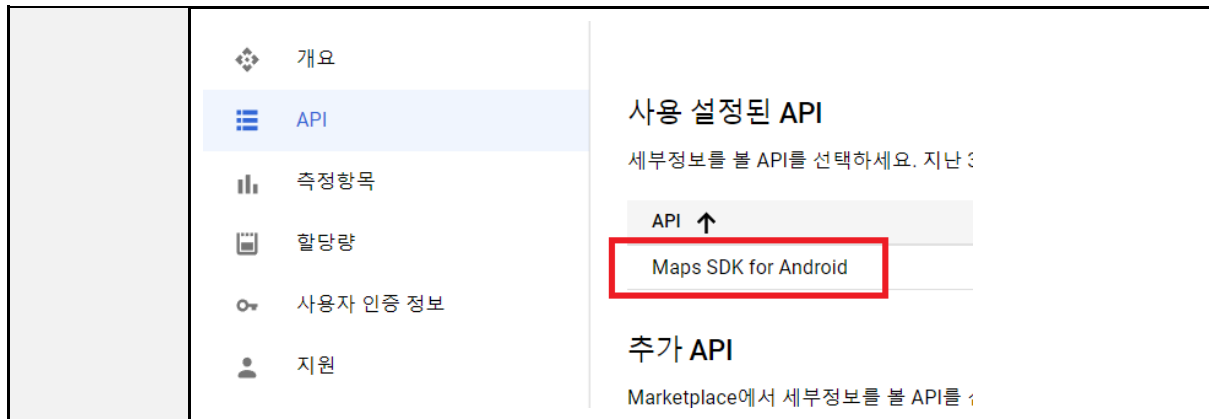 개요
API
측정항목
할당량
사용자 인증 정보
지원
사용 설정된 API
세부정보를 볼 API를 선택하세요. 지난
API
Maps SDK for Android
추가 API
Marketplace에서 세부정보를 볼 API를